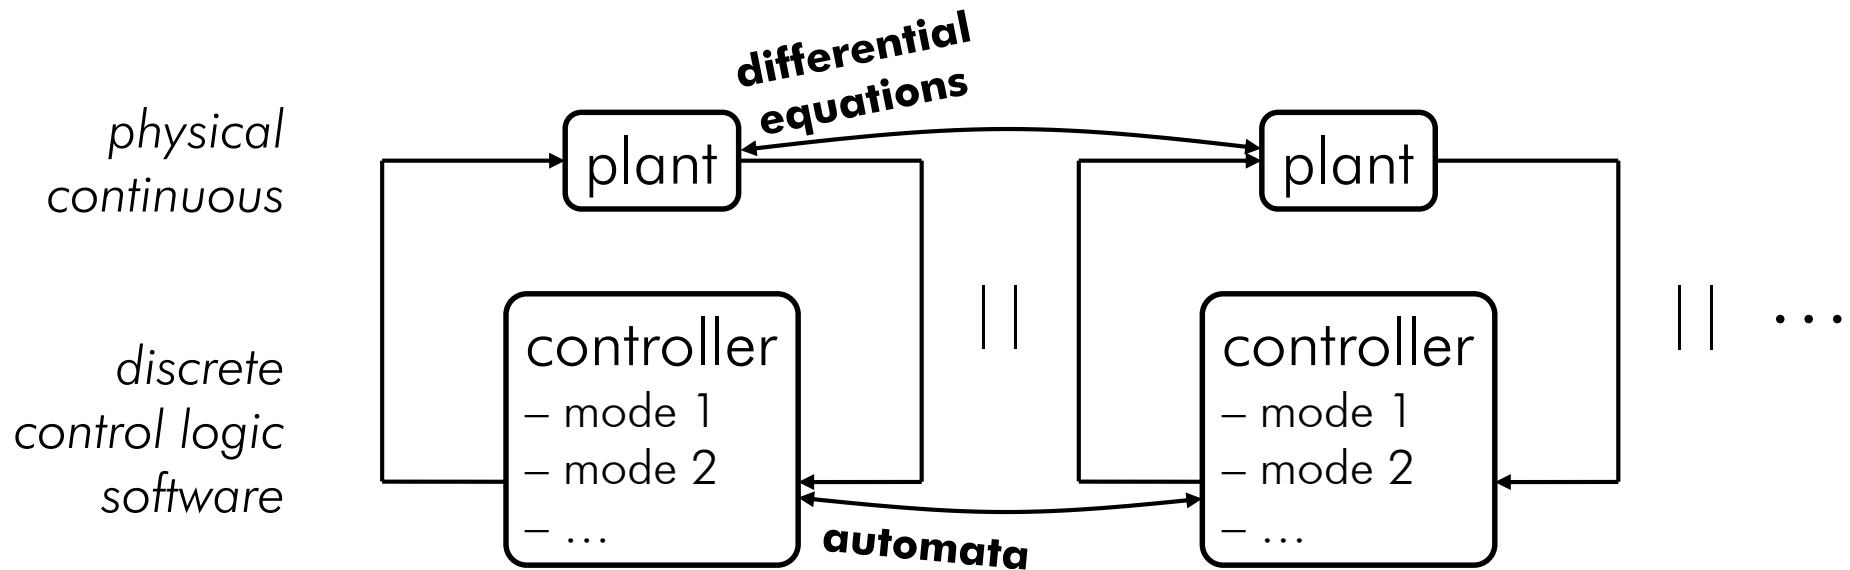 differential
equations
physical
continuous
plant
plant
|| 
|| ...
discrete
control logic
software
controller
– mode 1
– mode 2
– ...
controller
– mode 1
– mode 2
– ...
automata